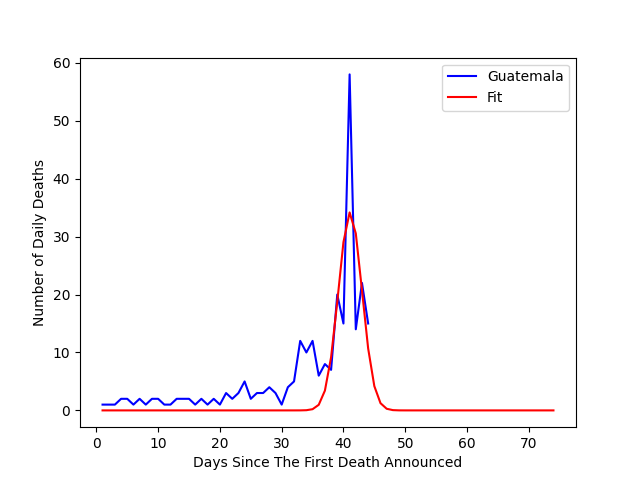 Guatemala
Fit
60
50
40
30
20
10
0
Number of Daily Deaths
0 10 20 30 40 50 60 70
Days Since The First Death Announced